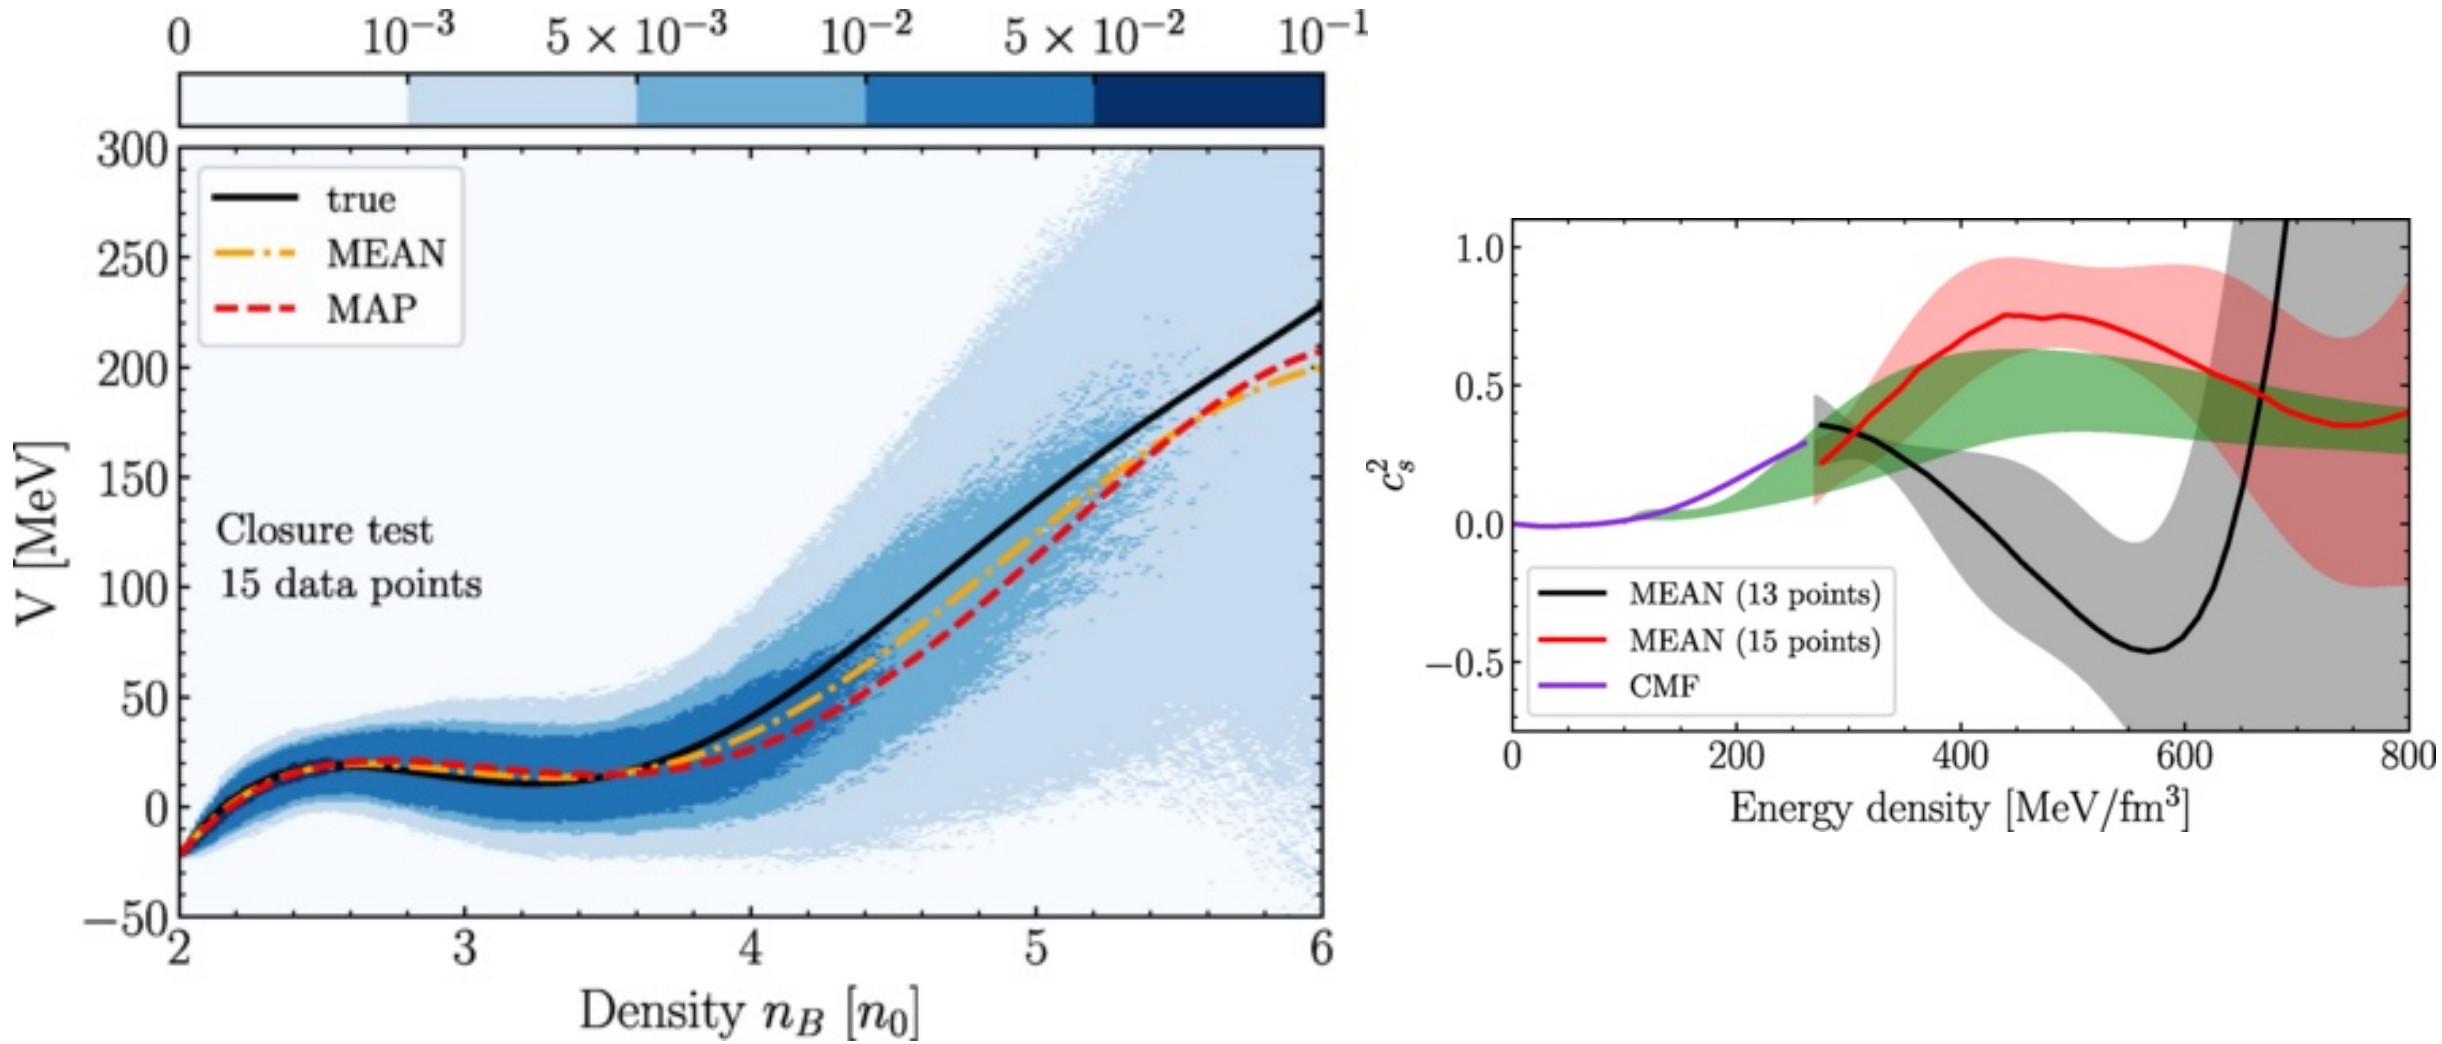 0 10⁻³ 5 × 10⁻³ 10⁻² 5 × 10⁻² 10⁻¹
300
250
200
150
100
50
0
−50
V [MeV]
true
MEAN
MAP
Closure test
15 data points
2 3 4 5 6
Density n_B [n_0]
1.0
0.5
0.0
−0.5
c_s^2
MEAN (13 points)
MEAN (15 points)
CMF
0 200 400 600 800
Energy density [MeV/fm³]